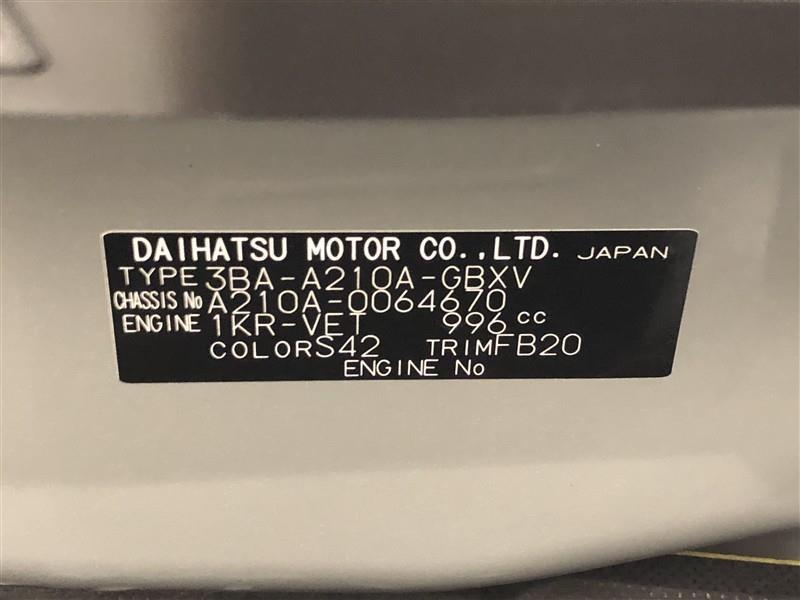 DAIHATSU MOTOR CO.,LTD. JAPAN
TYPE 3BA-A210A-GBXV
CHASSIS No A210A-0064670
ENGINE 1KR-VET 996 cc
COLOR S42 TRIM FB20
ENGINE No